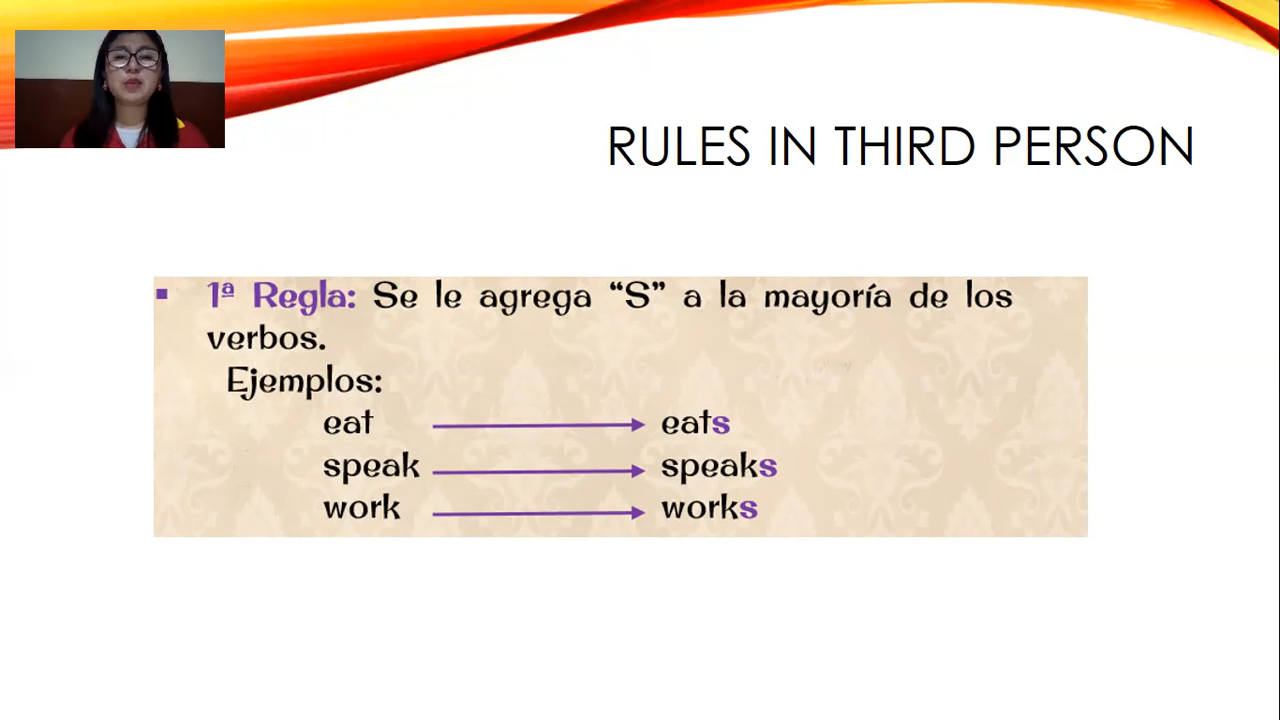 RULES IN THIRD PERSON
▪ 1ª Regla: Se le agrega “S” a la mayoría de los
verbos.
Ejemplos:
eat eats
speak speaks
work works